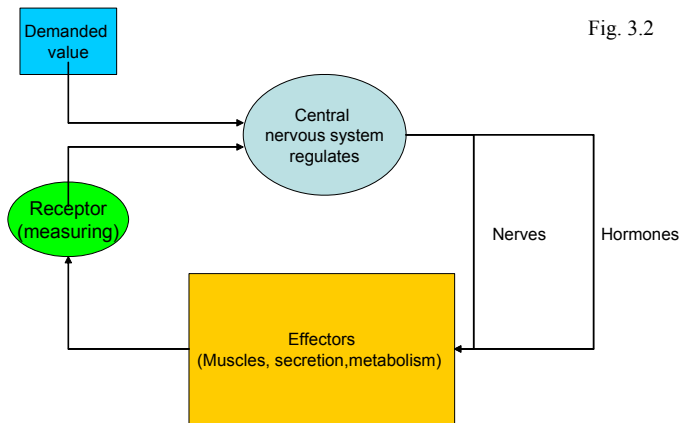 Demanded
value
Fig. 3.2
Central
nervous system
regulates
Receptor
(measuring)
Nerves
Hormones
Effectors
(Muscles, secretion,metabolism)